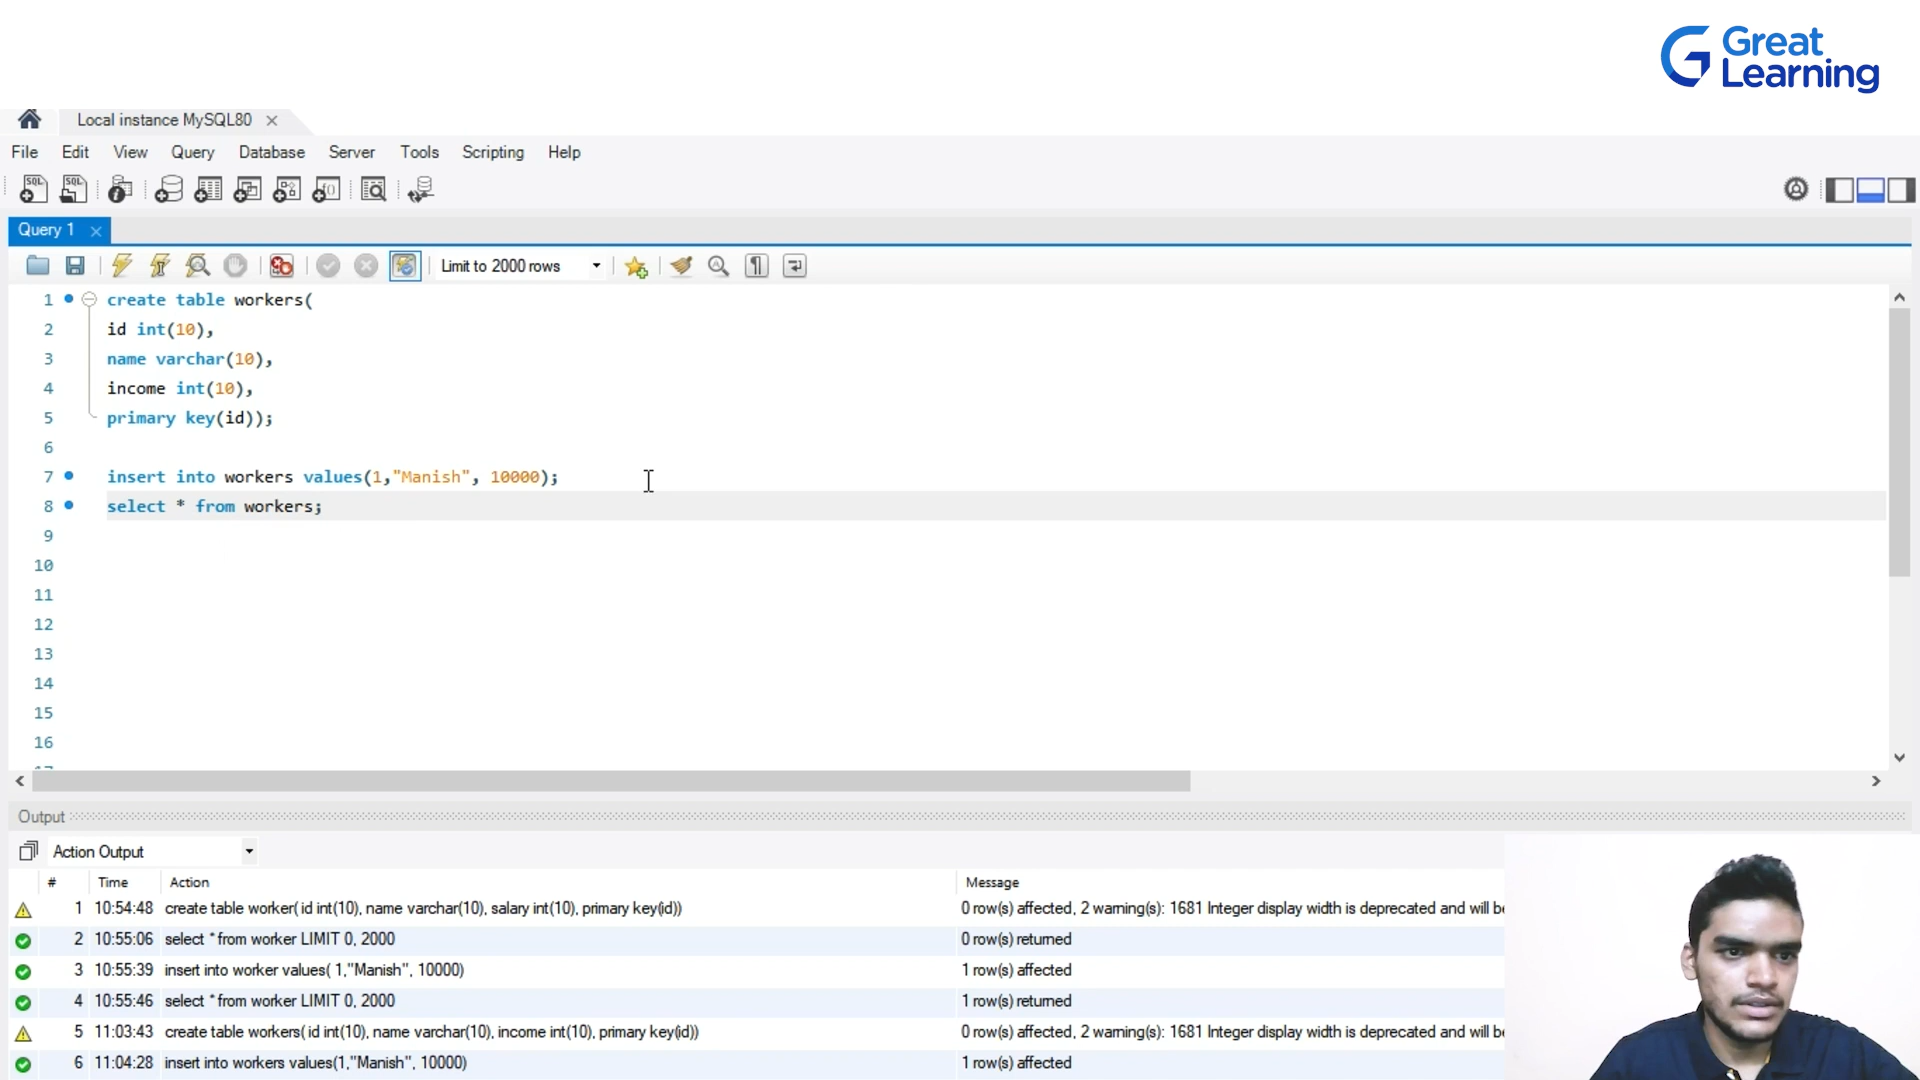 Great
Learning
Local instance MySQL80
File Edit View Query Database Server Tools Scripting Help
Query 1
Limit to 2000 rows
1 create table workers(
2 id int(10),
3 name varchar(10),
4 income int(10),
5 primary key(id));
6
7 insert into workers values(1,"Manish", 10000);
8 select * from workers;
9
10
11
12
13
14
15
16
Output
Action Output
# Time Action Message
1 10:54:48 create table worker( id int(10), name varchar(10), salary int(10), primary key(id)) 0 row(s) affected, 2 warning(s): 1681 Integer display width is deprecated and will be
2 10:55:06 select * from worker LIMIT 0, 2000 0 row(s) returned
3 10:55:39 insert into worker values( 1,"Manish", 10000) 1 row(s) affected
4 10:55:46 select * from worker LIMIT 0, 2000 1 row(s) returned
5 11:03:43 create table workers( id int(10), name varchar(10), income int(10), primary key(id)) 0 row(s) affected, 2 warning(s): 1681 Integer display width is deprecated and will be
6 11:04:28 insert into workers values(1,"Manish", 10000) 1 row(s) affected